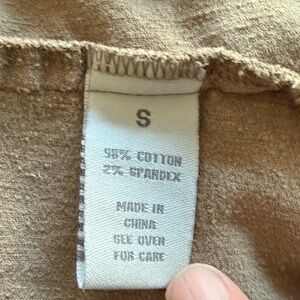 S
98% COTTON
2% SPANDEX
MADE IN
CHINA
SEE OVER
FOR CARE